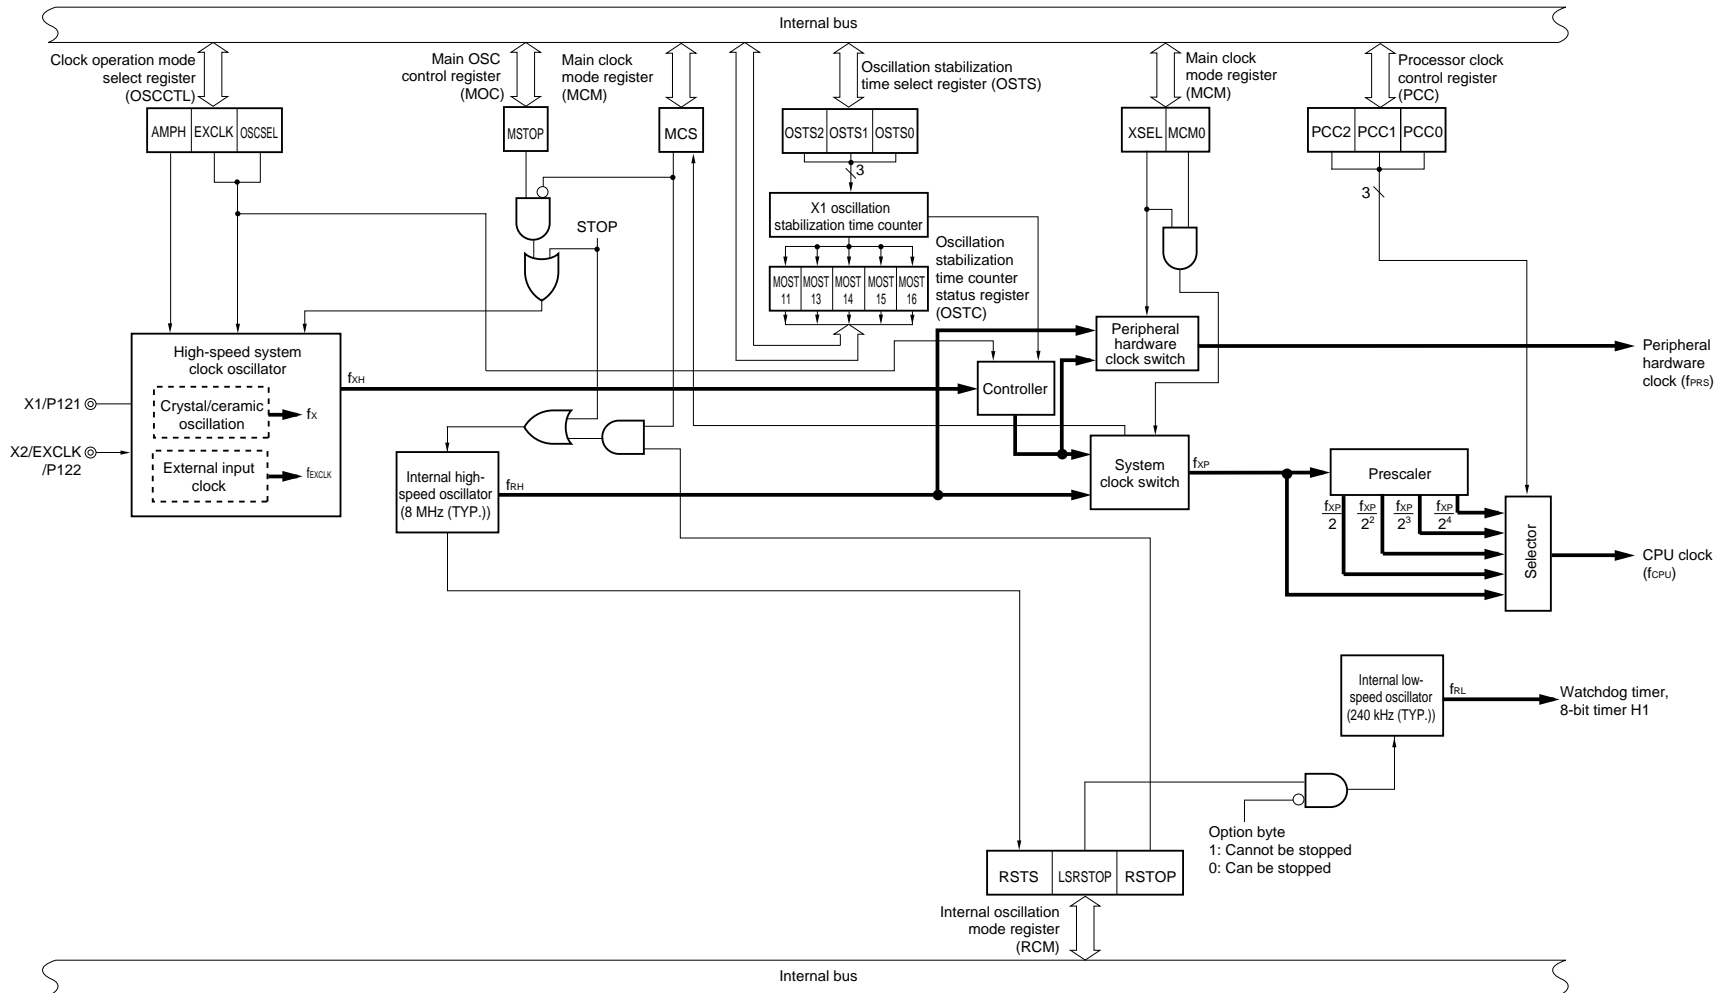 Internal bus
Clock operation mode
select register
(OSCCTL)
Main OSC
control register
(MOC)
Main clock
mode register
(MCM)
Oscillation stabilization
time select register (OSTS)
Main clock
mode register
(MCM)
Processor clock
control register
(PCC)
AMPH EXCLK OSCSEL
MSTOP
MCS
OSTS2 OSTS1 OSTS0
XSEL MCM0
PCC2 PCC1 PCC0
3
3
X1 oscillation
stabilization time counter
STOP
Oscillation
stabilization
time counter
status register
(OSTC)
MOST MOST MOST MOST MOST
11 13 14 15 16
High-speed system
clock oscillator
Crystal/ceramic
oscillation
fX
External input
clock
fEXCLK
X1/P121
X2/EXCLK
/P122
fXH
Controller
Peripheral
hardware
clock switch
Peripheral
hardware
clock (fPRS)
Internal high-
speed oscillator
(8 MHz (TYP.))
fRH
System
clock switch
fXP
Prescaler
fXP fXP fXP fXP
2 2² 2³ 2⁴
Selector
CPU clock
(fCPU)
Internal low-
speed oscillator
(240 kHz (TYP.))
fRL
Watchdog timer,
8-bit timer H1
Option byte
1: Cannot be stopped
0: Can be stopped
RSTS LSRSTOP RSTOP
Internal oscillation
mode register
(RCM)
Internal bus